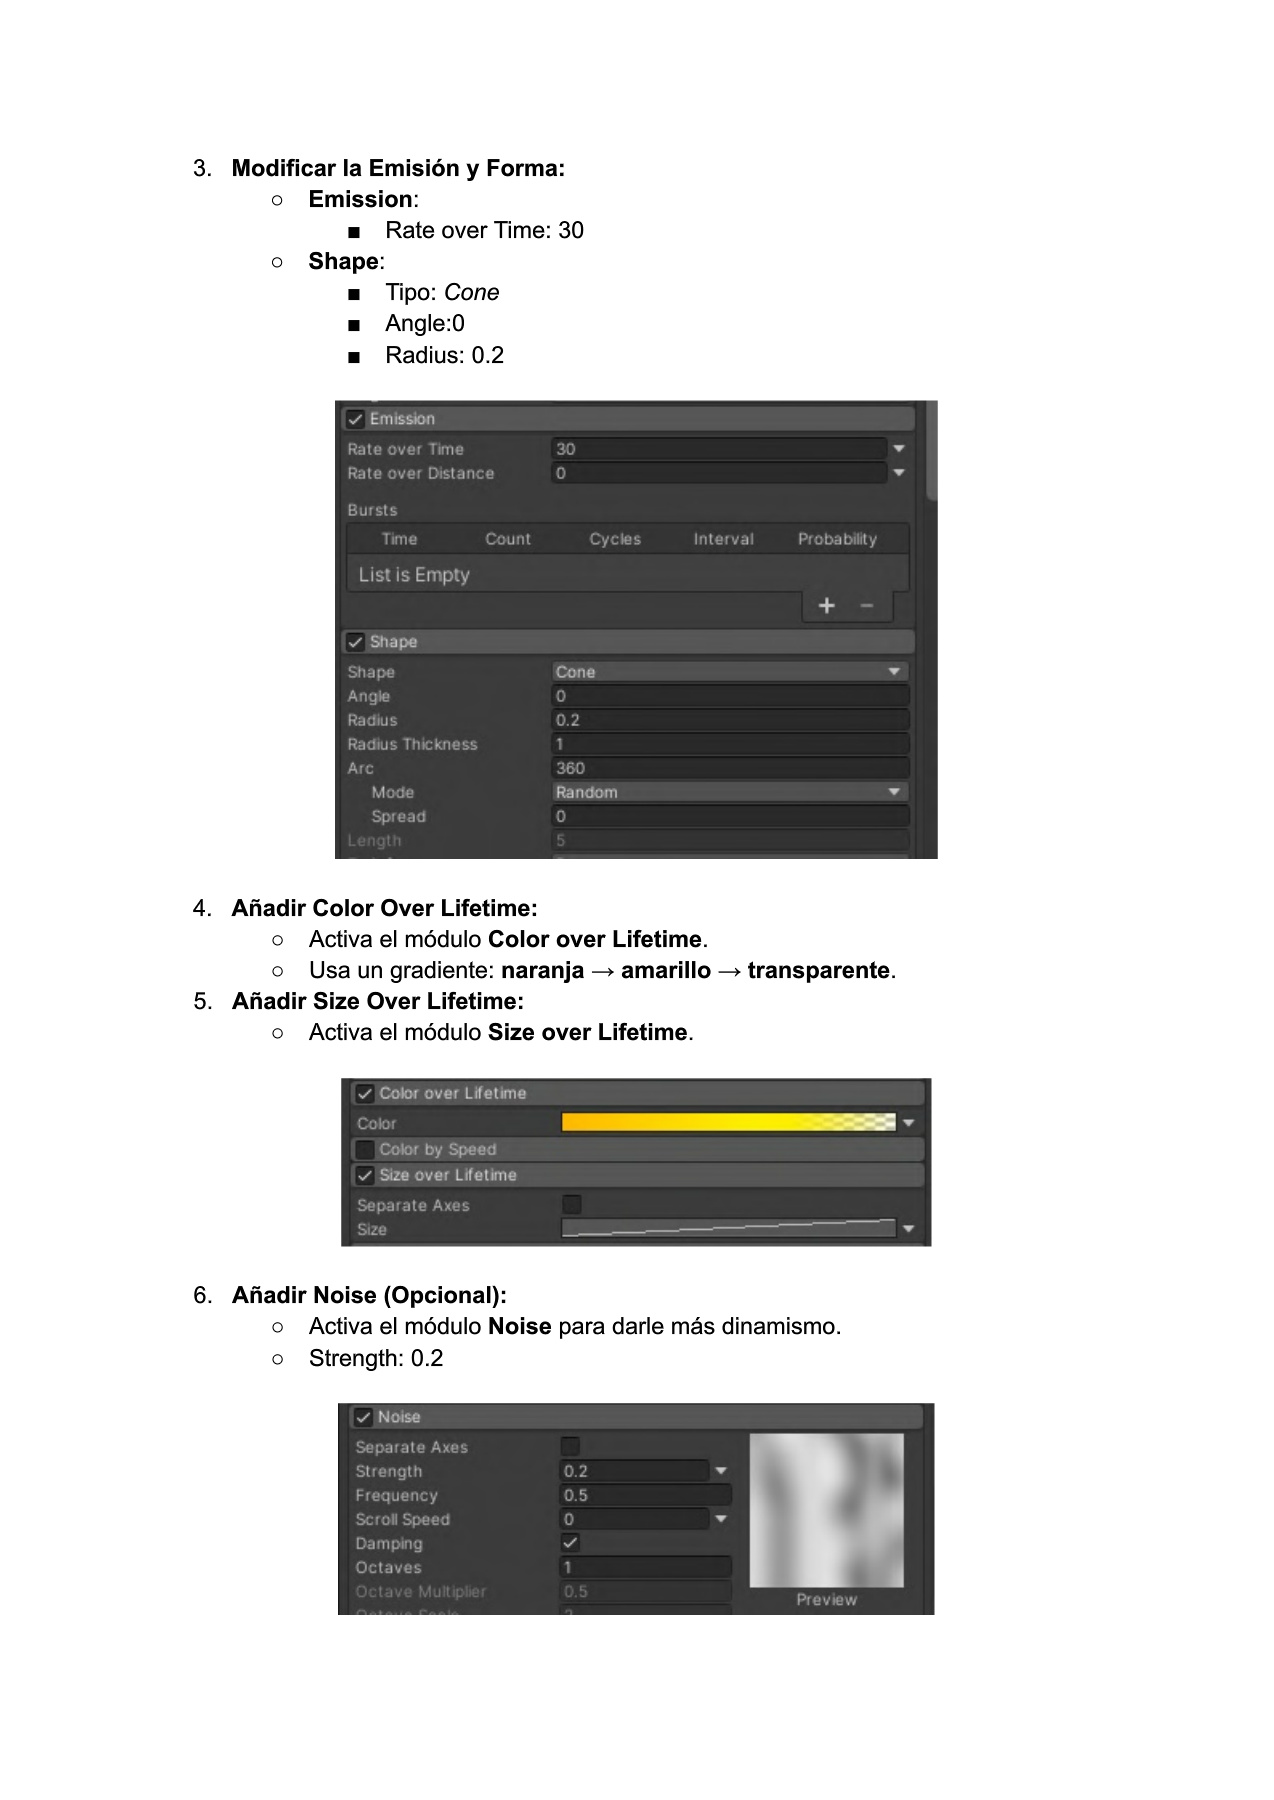 3. Modificar la Emisión y Forma:
○ Emission:
■ Rate over Time: 30
○ Shape:
■ Tipo: Cone
■ Angle:0
■ Radius: 0.2
Emission
Rate over Time 30
Rate over Distance 0
Bursts
Time Count Cycles Interval Probability
List is Empty
+ −
Shape
Shape Cone
Angle 0
Radius 0.2
Radius Thickness 1
Arc 360
Mode Random
Spread 0
Length 5
4. Añadir Color Over Lifetime:
○ Activa el módulo Color over Lifetime.
○ Usa un gradiente: naranja → amarillo → transparente.
5. Añadir Size Over Lifetime:
○ Activa el módulo Size over Lifetime.
Color over Lifetime
Color
Color by Speed
Size over Lifetime
Separate Axes
Size
6. Añadir Noise (Opcional):
○ Activa el módulo Noise para darle más dinamismo.
○ Strength: 0.2
Noise
Separate Axes
Strength 0.2
Frequency 0.5
Scroll Speed 0
Damping
Octaves 1
Octave Multiplier 0.5
Preview